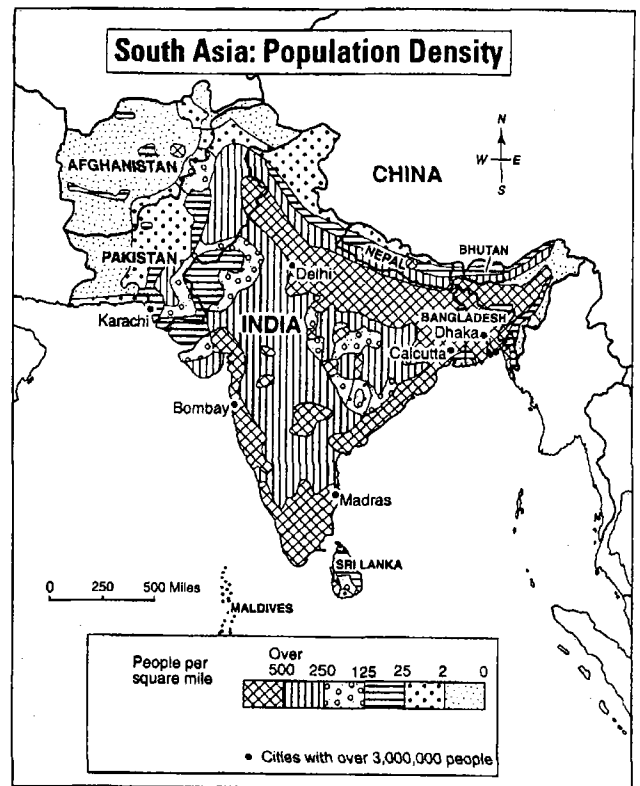 South Asia: Population Density
N
W E
S
AFGHANISTAN
CHINA
PAKISTAN
NEPAL
BHUTAN
Delhi
Karachi
INDIA
BANGLADESH
Dhaka
Calcutta
Bombay
Madras
SRI LANKA
0 250 500 Miles
MALDIVES
People per
square mile
Over
500 250 125 25 2 0
• Cities with over 3,000,000 people